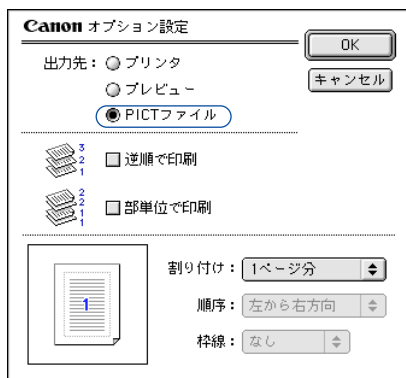 Canon オプション設定
OK
出力先： プリンタ
キャンセル
プレビュー
PICTファイル
3
2
1
逆順で印刷
2
2
1
1
部単位で印刷
割り付け： 1ページ分
1
順序： 左から右方向
枠線： なし